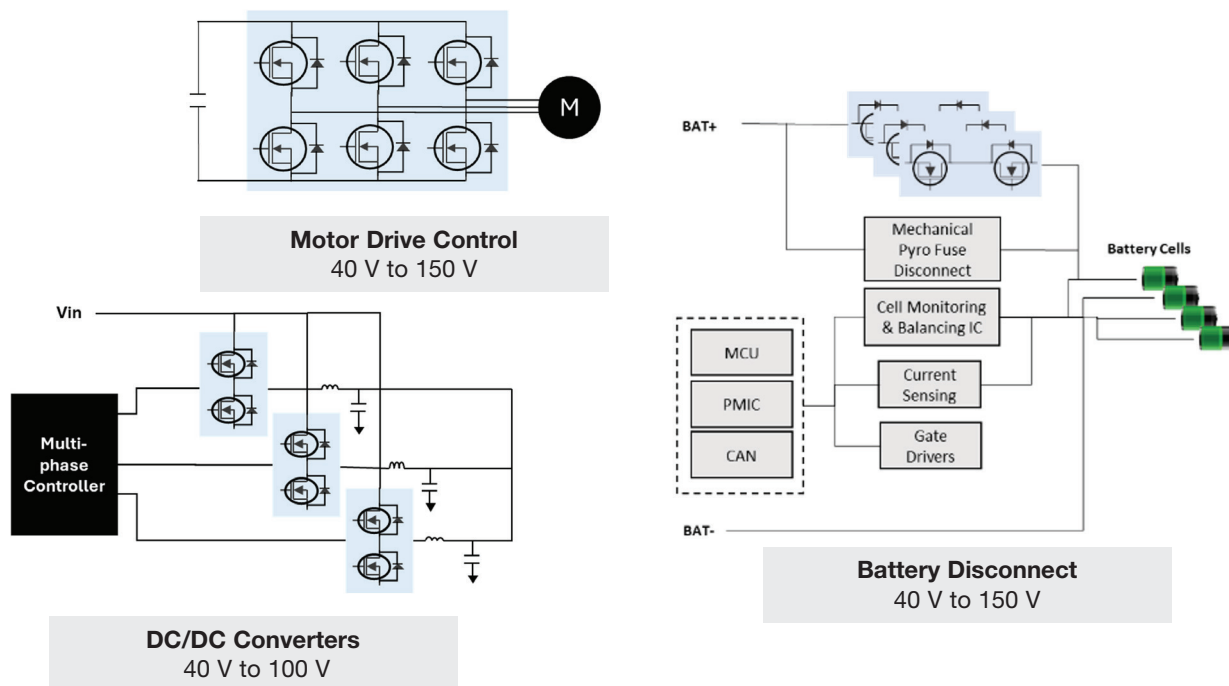 M
Motor Drive Control
40 V to 150 V
Vin
Multi-
phase
Controller
DC/DC Converters
40 V to 100 V
BAT+
Mechanical
Pyro Fuse
Disconnect
Battery Cells
Cell Monitoring
& Balancing IC
MCU
Current
Sensing
PMIC
Gate
Drivers
CAN
BAT-
Battery Disconnect
40 V to 150 V